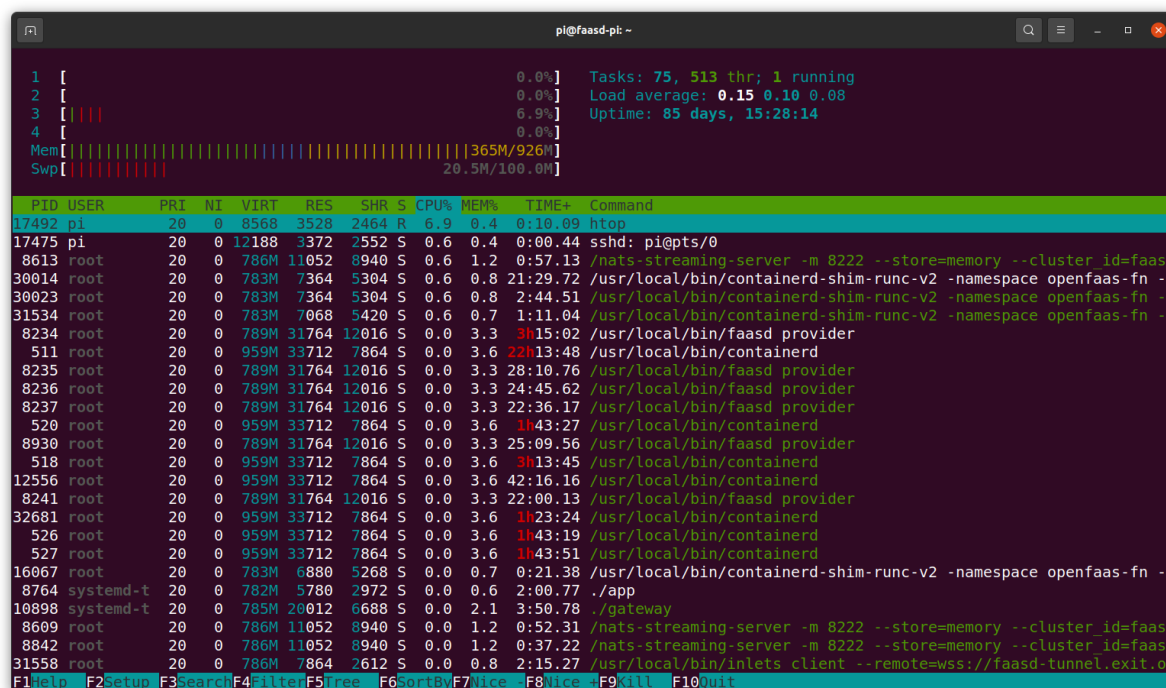 pi@faasd-pi: ~
1 [ 0.0%] Tasks: 75, 513 thr; 1 running
2 [ 0.0%] Load average: 0.15 0.10 0.08
3 [|||| 6.9%] Uptime: 85 days, 15:28:14
4 [ 0.0%]
Mem[||||||||||||||||||||||||||||||||||||||||||||365M/926M]
Swp[||||||||||| 20.5M/100.0M]
PID USER PRI NI VIRT RES SHR S CPU% MEM% TIME+ Command
17492 pi 20 0 8568 3528 2464 R 6.9 0.4 0:10.09 htop
17475 pi 20 0 12188 3372 2552 S 0.6 0.4 0:00.44 sshd: pi@pts/0
8613 root 20 0 786M 11052 8940 S 0.6 1.2 0:57.13 /nats-streaming-server -m 8222 --store=memory --cluster_id=faas
30014 root 20 0 783M 7364 5304 S 0.6 0.8 21:29.72 /usr/local/bin/containerd-shim-runc-v2 -namespace openfaas-fn -
30023 root 20 0 783M 7364 5304 S 0.6 0.8 2:44.51 /usr/local/bin/containerd-shim-runc-v2 -namespace openfaas-fn -
31534 root 20 0 783M 7068 5420 S 0.6 0.7 1:11.04 /usr/local/bin/containerd-shim-runc-v2 -namespace openfaas-fn -
8234 root 20 0 789M 31764 12016 S 0.0 3.3 3h15:02 /usr/local/bin/faasd provider
511 root 20 0 959M 33712 7864 S 0.0 3.6 22h13:48 /usr/local/bin/containerd
8235 root 20 0 789M 31764 12016 S 0.0 3.3 28:10.76 /usr/local/bin/faasd provider
8236 root 20 0 789M 31764 12016 S 0.0 3.3 24:45.62 /usr/local/bin/faasd provider
8237 root 20 0 789M 31764 12016 S 0.0 3.3 22:36.17 /usr/local/bin/faasd provider
520 root 20 0 959M 33712 7864 S 0.0 3.6 1h43:27 /usr/local/bin/containerd
8930 root 20 0 789M 31764 12016 S 0.0 3.3 25:09.56 /usr/local/bin/faasd provider
518 root 20 0 959M 33712 7864 S 0.0 3.6 3h13:45 /usr/local/bin/containerd
12556 root 20 0 959M 33712 7864 S 0.0 3.6 42:16.16 /usr/local/bin/containerd
8241 root 20 0 789M 31764 12016 S 0.0 3.3 22:00.13 /usr/local/bin/faasd provider
32681 root 20 0 959M 33712 7864 S 0.0 3.6 1h23:24 /usr/local/bin/containerd
526 root 20 0 959M 33712 7864 S 0.0 3.6 1h43:19 /usr/local/bin/containerd
527 root 20 0 959M 33712 7864 S 0.0 3.6 1h43:51 /usr/local/bin/containerd
16067 root 20 0 783M 6880 5268 S 0.0 0.7 0:21.38 /usr/local/bin/containerd-shim-runc-v2 -namespace openfaas-fn -
8764 systemd-t 20 0 782M 5780 2972 S 0.0 0.6 2:00.77 ./app
10898 systemd-t 20 0 785M 20012 6688 S 0.0 2.1 3:50.78 ./gateway
8609 root 20 0 786M 11052 8940 S 0.0 1.2 0:52.31 /nats-streaming-server -m 8222 --store=memory --cluster_id=faas
8842 root 20 0 786M 11052 8940 S 0.0 1.2 0:37.22 /nats-streaming-server -m 8222 --store=memory --cluster_id=faas
31558 root 20 0 786M 7864 2612 S 0.0 0.8 2:15.27 /usr/local/bin/inlets client --remote=wss://faasd-tunnel.exit.o
F1Help F2Setup F3SearchF4FilterF5Tree F6SortByF7Nice -F8Nice +F9Kill F10Quit